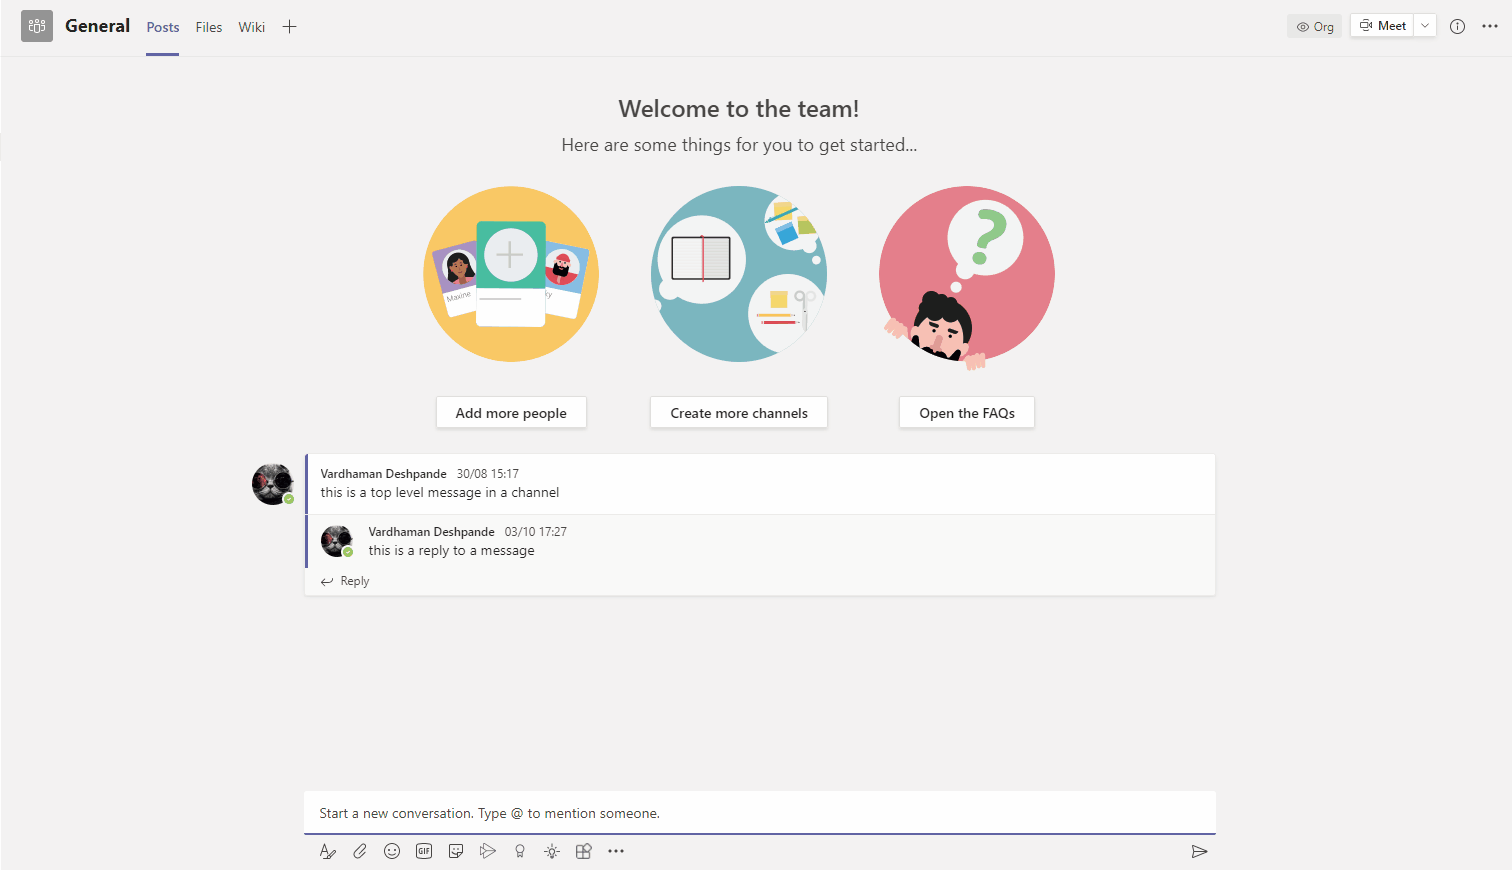 General Posts Files Wiki
Org Meet
Welcome to the team!
Here are some things for you to get started...
Maxine
ky
Add more people
Create more channels
Open the FAQs
Vardhaman Deshpande 30/08 15:17
this is a top level message in a channel
Vardhaman Deshpande 03/10 17:27
this is a reply to a message
Reply
Start a new conversation. Type @ to mention someone.
GIF